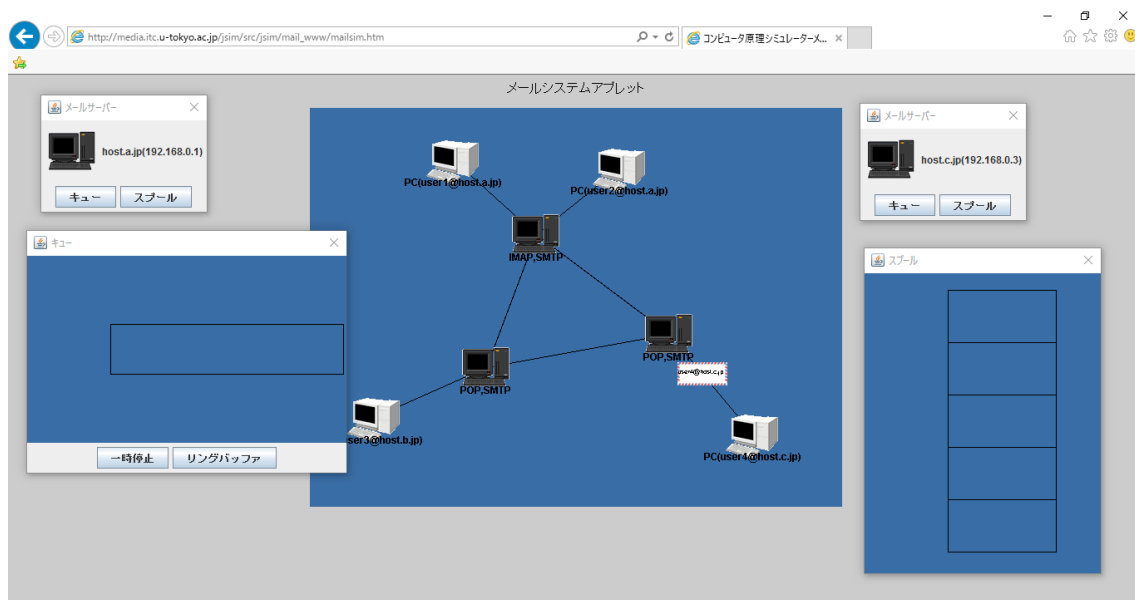 http://media.itc.u-tokyo.ac.jp/jsim/src/jsim/mail_www/mailsim.htm
コンピュータ原理シミュレーターメ...
メールシステムアプレット
メールサーバー
host.a.jp(192.168.0.1)
キュー
スプール
キュー
一時停止
リングバッファ
PC(user1@host.a.jp)
PC(user2@host.a.jp)
IMAP,SMTP
POP,SMTP
user4@host.c.jp
POP,SMTP
ser3@host.b.jp)
PC(user4@host.c.jp)
メールサーバー
host.c.jp(192.168.0.3)
キュー
スプール
スプール